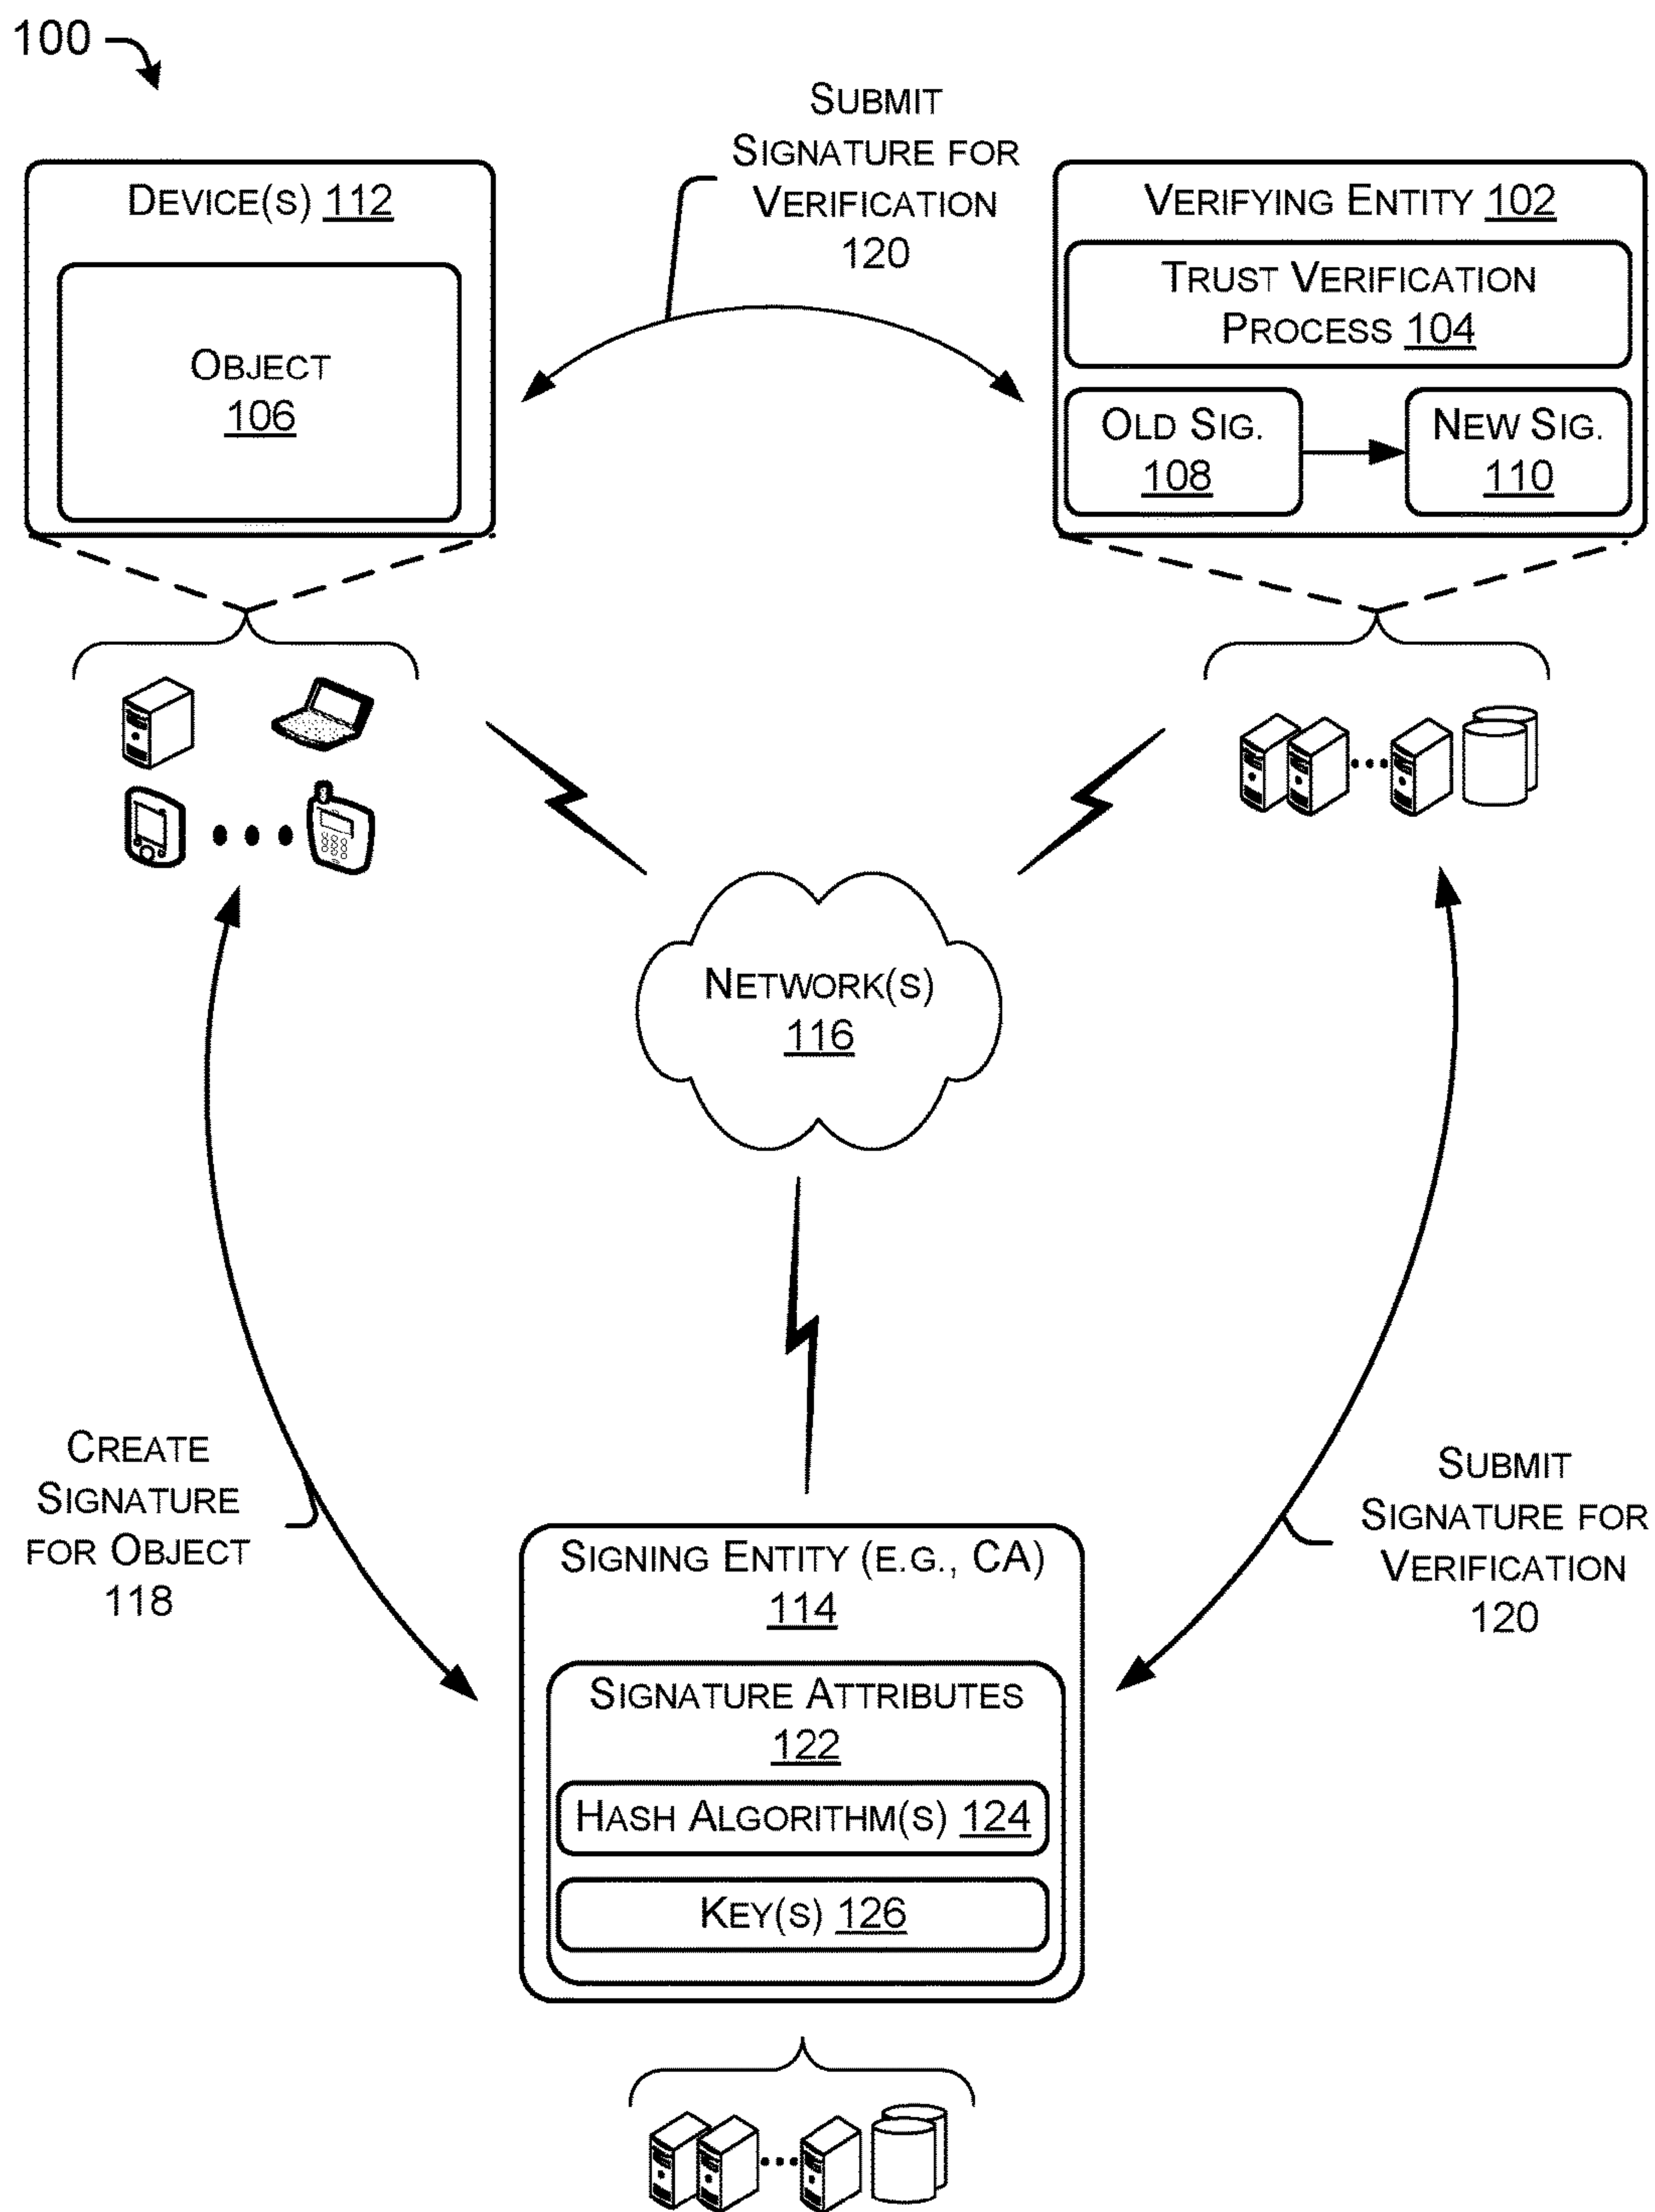 100
SUBMIT
SIGNATURE FOR
VERIFICATION
120
DEVICE(S) 112
OBJECT
106
VERIFYING ENTITY 102
TRUST VERIFICATION
PROCESS 104
OLD SIG.
108
NEW SIG.
110
NETWORK(S)
116
CREATE
SIGNATURE
FOR OBJECT
118
SUBMIT
SIGNATURE FOR
VERIFICATION
120
SIGNING ENTITY (E.G., CA)
114
SIGNATURE ATTRIBUTES
122
HASH ALGORITHM(S) 124
KEY(S) 126